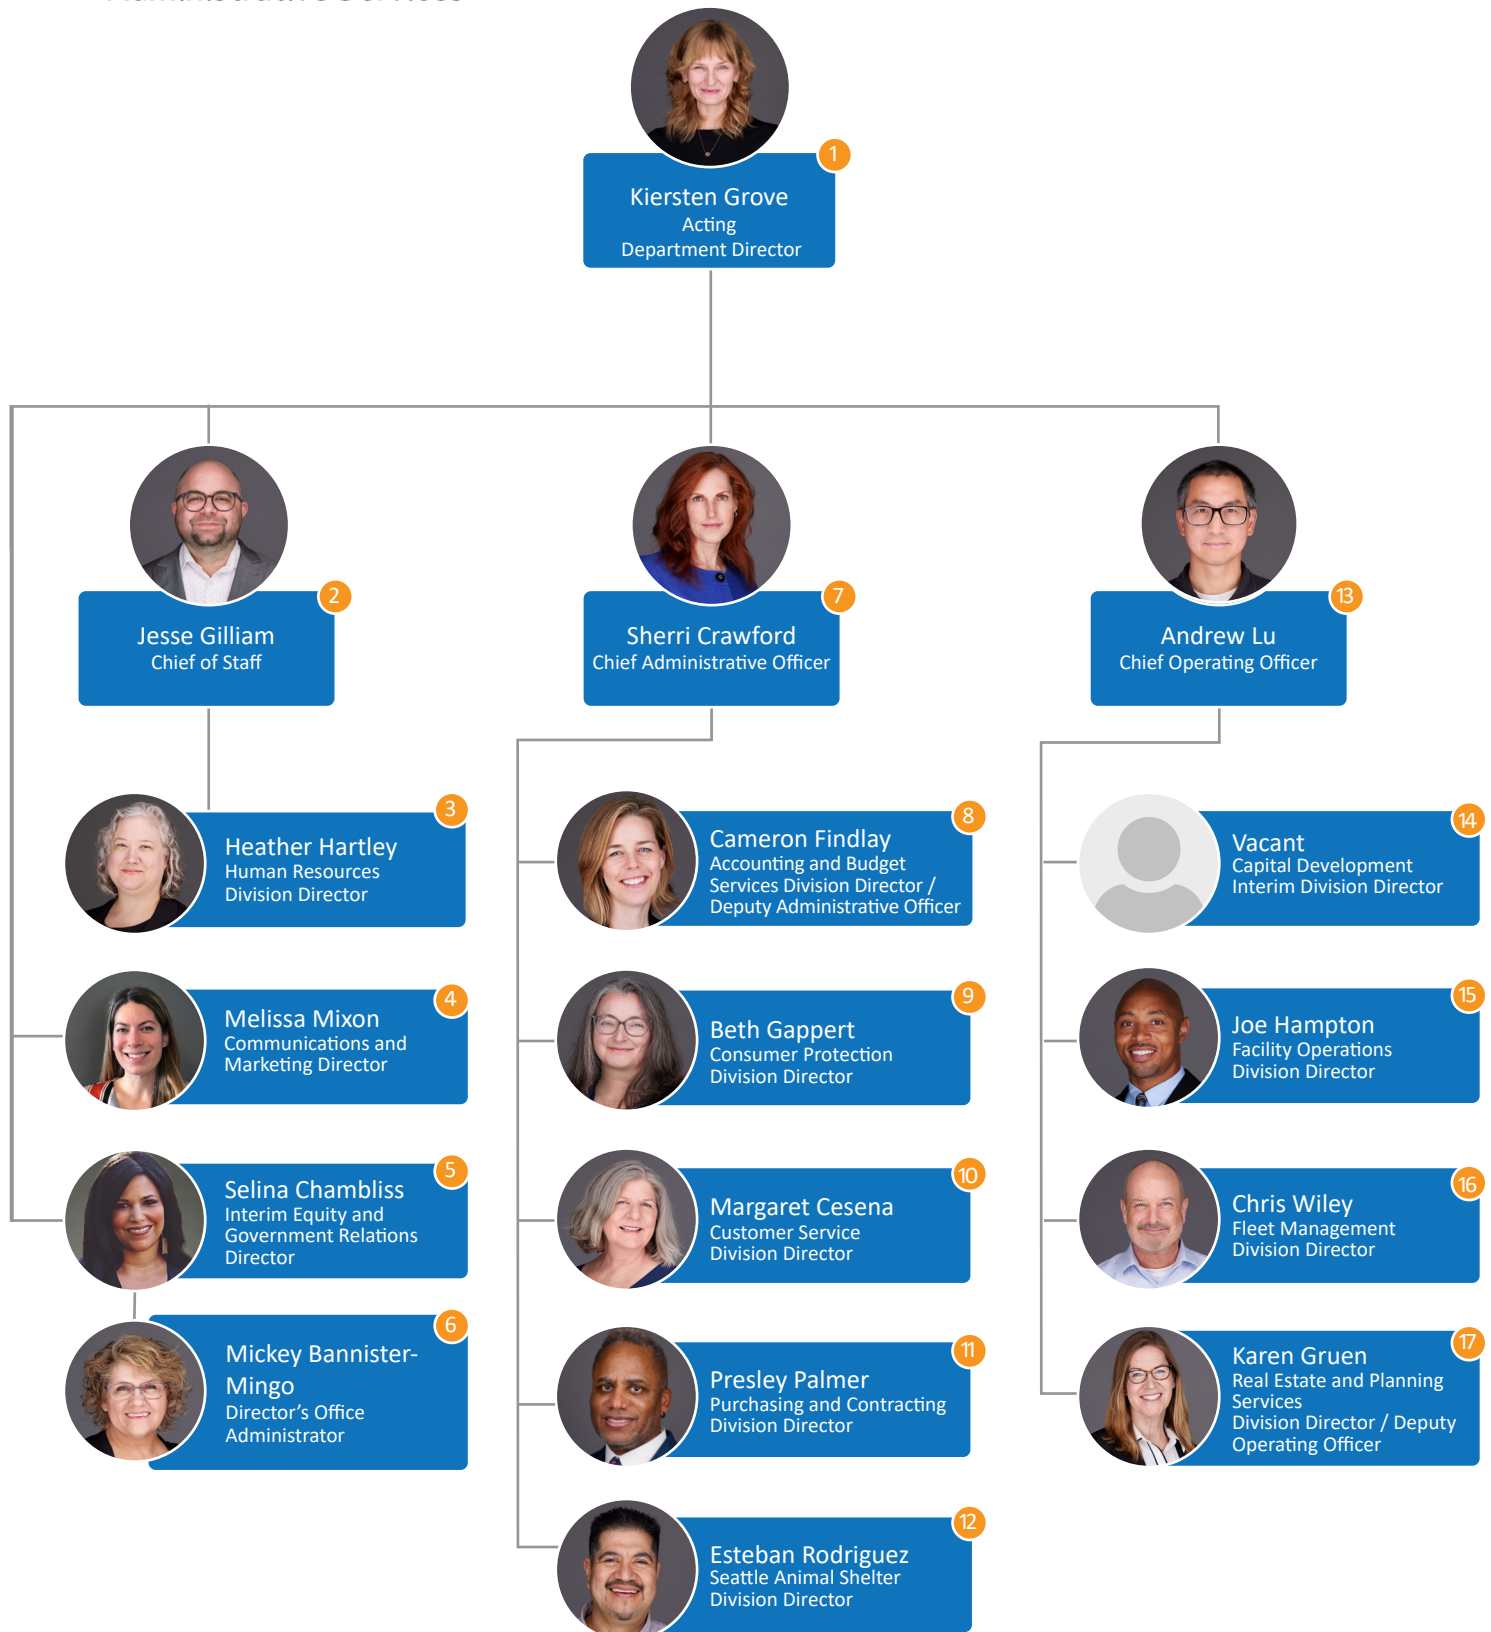 1
Kiersten Grove
Acting
Department Director
2
Jesse Gilliam
Chief of Staff
7
Sherri Crawford
Chief Administrative Officer
13
Andrew Lu
Chief Operating Officer
3
Heather Hartley
Human Resources
Division Director
4
Melissa Mixon
Communications and
Marketing Director
5
Selina Chambliss
Interim Equity and
Government Relations
Director
6
Mickey Bannister-
Mingo
Director’s Office
Administrator
8
Cameron Findlay
Accounting and Budget
Services Division Director /
Deputy Administrative Officer
9
Beth Gappert
Consumer Protection
Division Director
10
Margaret Cesena
Customer Service
Division Director
11
Presley Palmer
Purchasing and Contracting
Division Director
12
Esteban Rodriguez
Seattle Animal Shelter
Division Director
14
Vacant
Capital Development
Interim Division Director
15
Joe Hampton
Facility Operations
Division Director
16
Chris Wiley
Fleet Management
Division Director
17
Karen Gruen
Real Estate and Planning
Services
Division Director / Deputy
Operating Officer